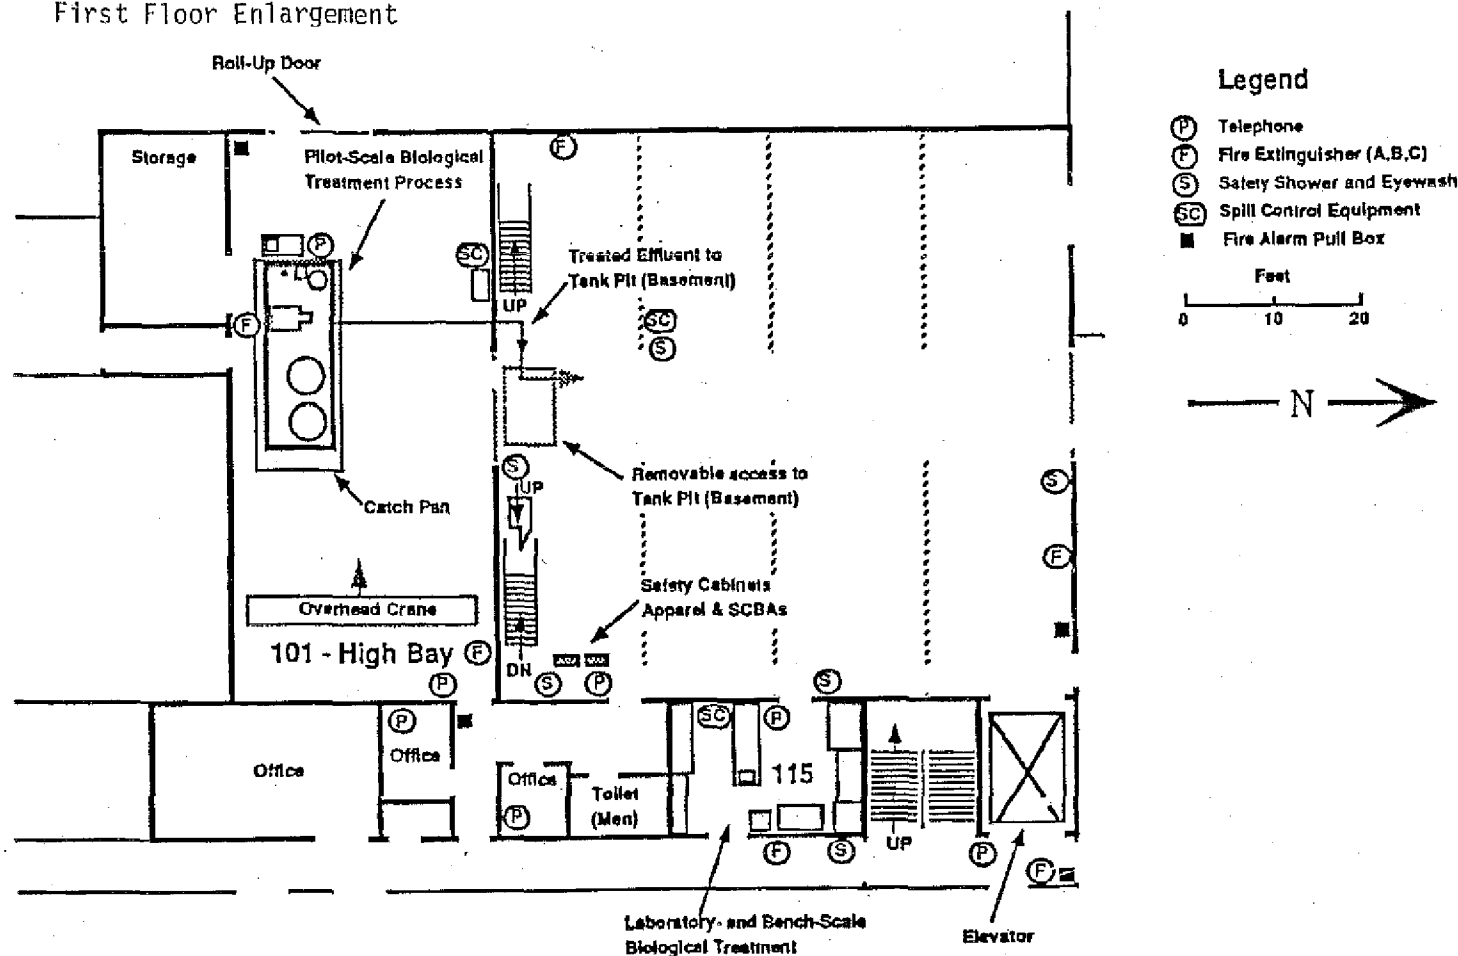 First Floor Enlargement
Roll-Up Door
Legend
P Telephone
F Fire Extinguisher (A,B,C)
S Safety Shower and Eyewash
SC Spill Control Equipment
Fire Alarm Pull Box
Feet
0 10 20
N
Storage
Pilot-Scale Biological
Treatment Process
F
P
SC
UP
Treated Effluent to
Tank Pit (Basement)
F
SC
S
Removable access to
Tank Pit (Basement)
S
UP
S
F
Catch Pan
Safety Cabinets
Apparel & SCBAs
Overhead Crane
101 - High Bay
F
DN
P
S
P
S
P
Office
Office
SC
P
115
Office
P
Toilet
(Men)
F
S
UP
P
F
Laboratory- and Bench-Scale
Biological Treatment
Elevator